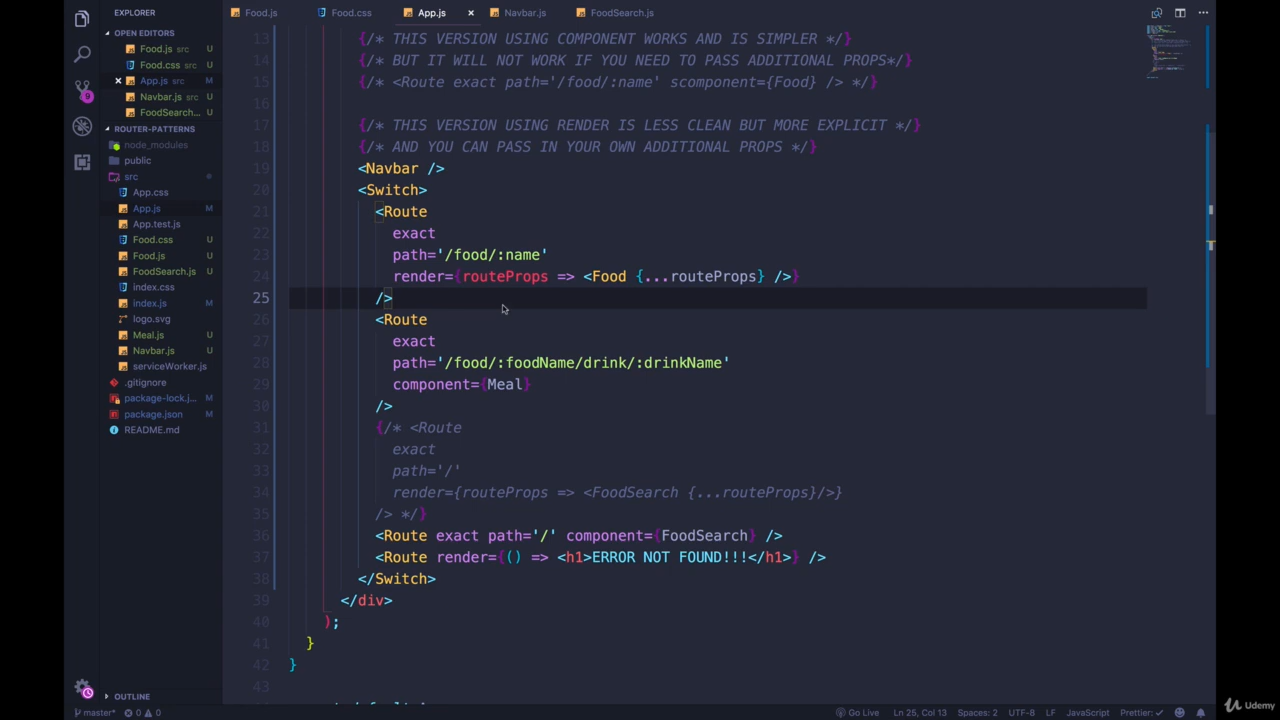 EXPLORER
OPEN EDITORS
Food.js src U
Food.css src U
App.js src M
Navbar.js src U
FoodSearch... U
ROUTER-PATTERNS
node_modules
public
src
App.css
App.js M
App.test.js
Food.css U
Food.js U
FoodSearch.js U
index.css
index.js M
logo.svg
Meal.js U
Navbar.js U
serviceWorker.js
.gitignore
package-lock.j... M
package.json M
README.md
OUTLINE
9
Food.js Food.css App.js Navbar.js FoodSearch.js
13 {/* THIS VERSION USING COMPONENT WORKS AND IS SIMPLER */}
14 {/* BUT IT WILL NOT WORK IF YOU NEED TO PASS ADDITIONAL PROPS*/}
15 {/* <Route exact path='/food/:name' scomponent={Food} /> */}
16
17 {/* THIS VERSION USING RENDER IS LESS CLEAN BUT MORE EXPLICIT */}
18 {/* AND YOU CAN PASS IN YOUR OWN ADDITIONAL PROPS */}
19 <Navbar />
20 <Switch>
21 <Route
22 exact
23 path='/food/:name'
24 render={routeProps => <Food {...routeProps} />}
25 />
26 <Route
27 exact
28 path='/food/:foodName/drink/:drinkName'
29 component={Meal}
30 />
31 {/* <Route
32 exact
33 path='/'
34 render={routeProps => <FoodSearch {...routeProps}/>}
35 /> */}
36 <Route exact path='/' component={FoodSearch} />
37 <Route render={() => <h1>ERROR NOT FOUND!!!</h1>} />
38 </Switch>
39 </div>
40 );
41 }
42 }
43
master* 0 0 Go Live Ln 25, Col 13 Spaces: 2 UTF-8 LF JavaScript Prettier: ✓
Udemy